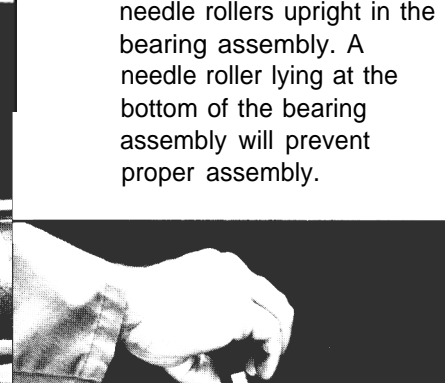 needle rollers upright in the
bearing assembly. A
needle roller lying at the
bottom of the bearing
assembly will prevent
proper assembly.